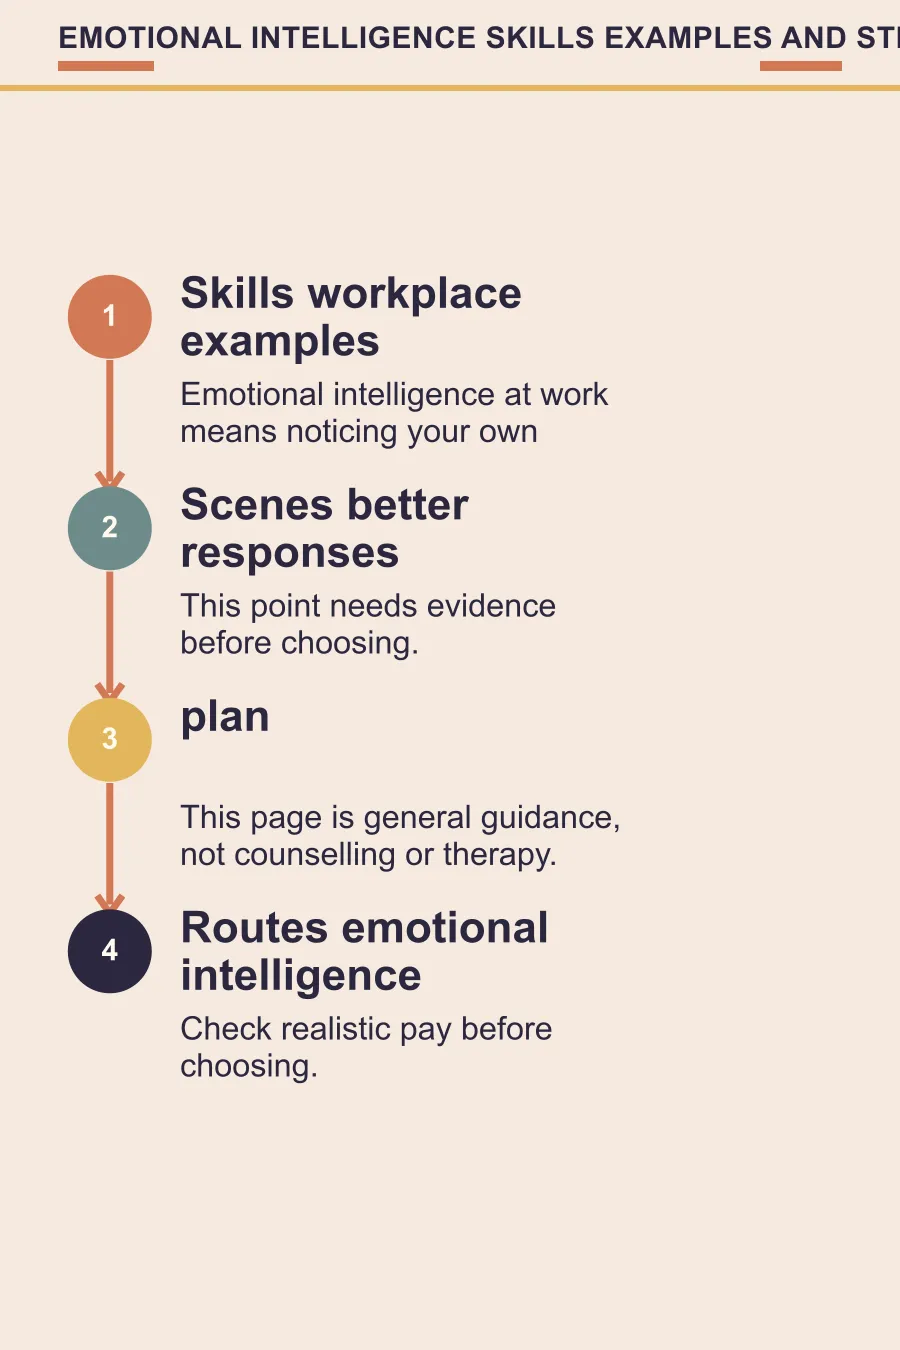 EMOTIONAL INTELLIGENCE SKILLS EXAMPLES AND
1
Skills workplace
examples
Emotional intelligence at work
means noticing your own
2
Scenes better
responses
This point needs evidence
before choosing.
3
plan
This page is general guidance,
not counselling or therapy.
4
Routes emotional
intelligence
Check realistic pay before
choosing.